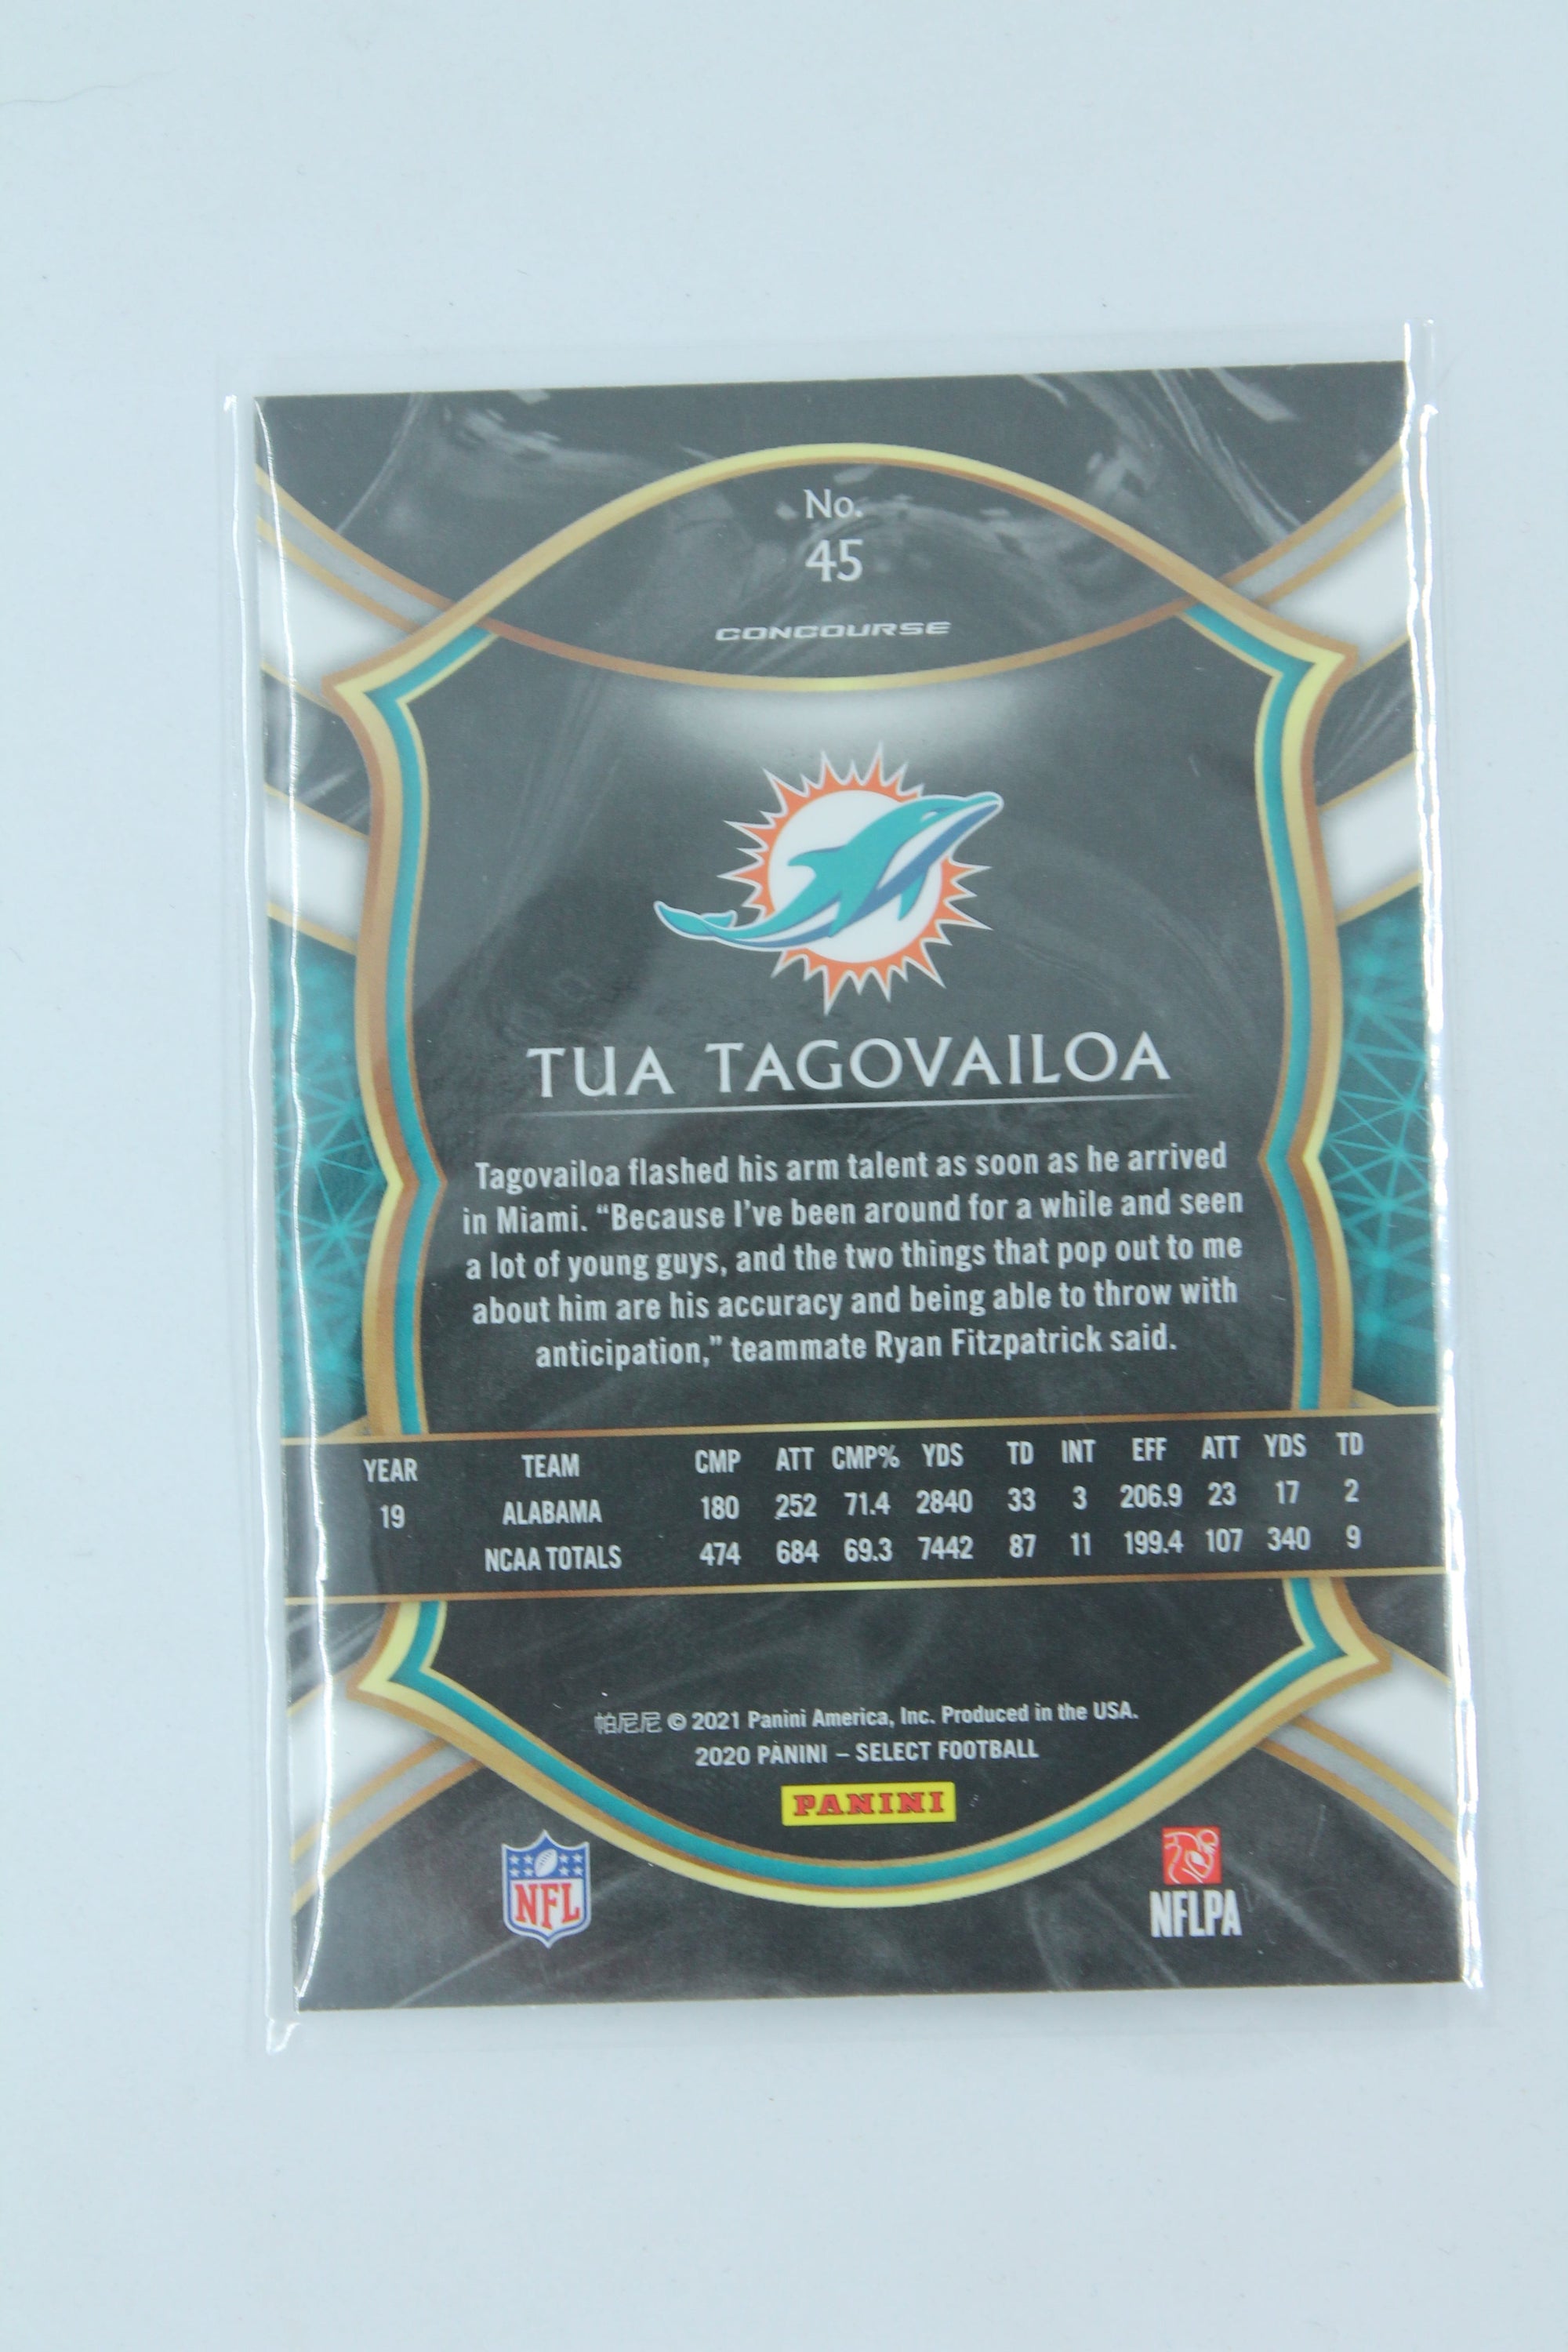 No.
45
CONCOURSE
TUA TAGOVAILOA
Tagovailoa flashed his arm talent as soon as he arrived
in Miami. “Because I’ve been around for a while and seen
a lot of young guys, and the two things that pop out to me
about him are his accuracy and being able to throw with
anticipation,” teammate Ryan Fitzpatrick said.
YEAR TEAM CMP ATT CMP% YDS TD INT EFF ATT YDS TD
19 ALABAMA 180 252 71.4 2840 33 3 206.9 23 17 2
NCAA TOTALS 474 684 69.3 7442 87 11 199.4 107 340 9
帕尼尼 © 2021 Panini America, Inc. Produced in the USA.
2020 PANINI – SELECT FOOTBALL
PANINI
NFL
NFLPA